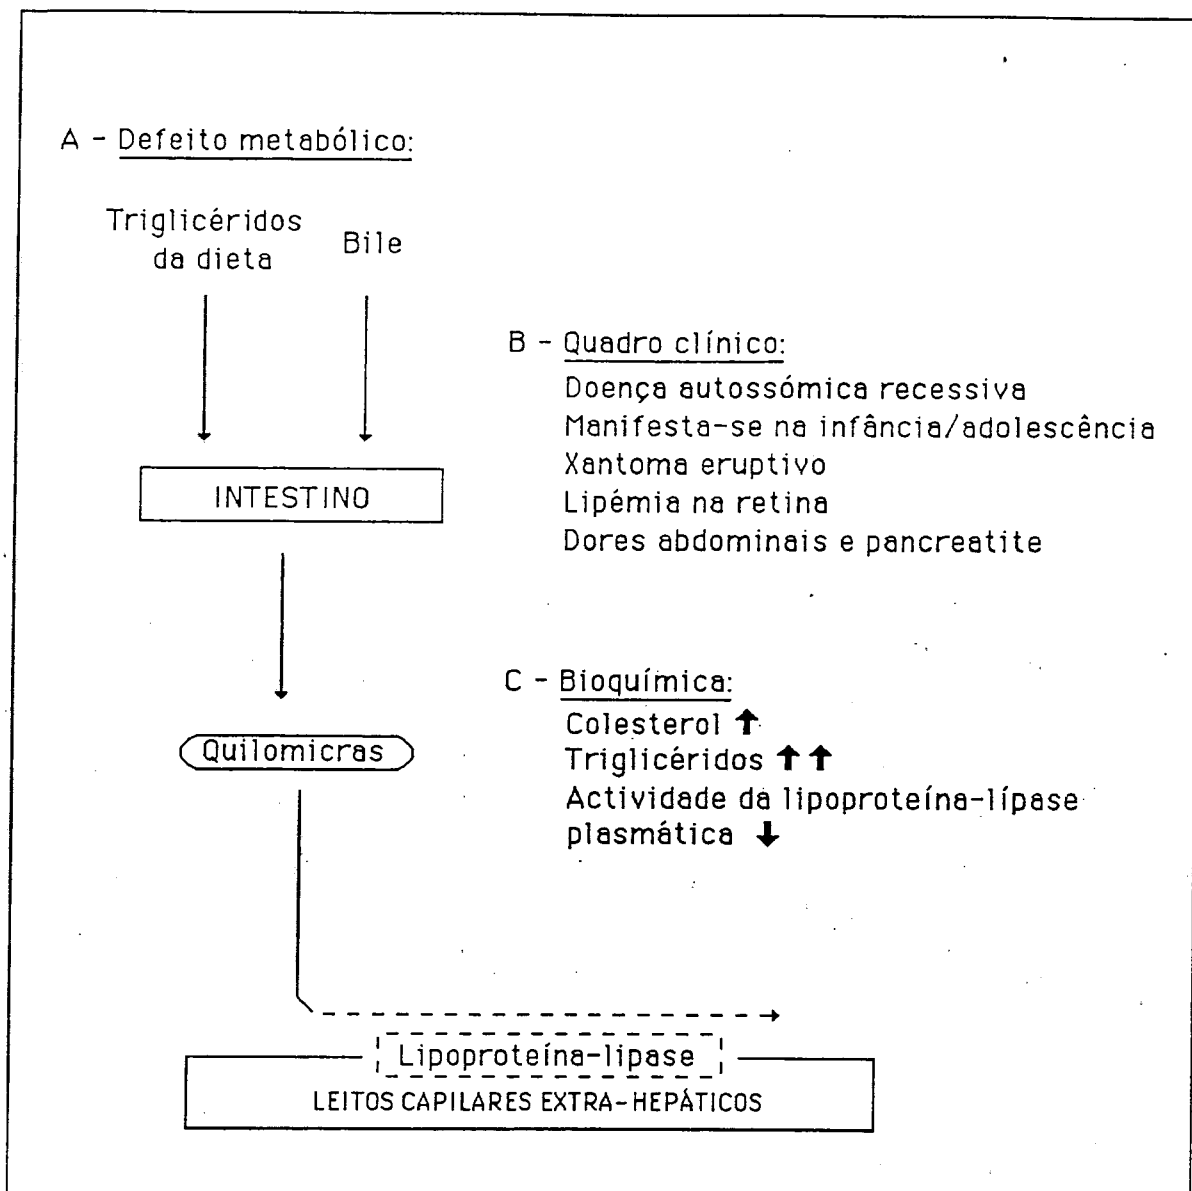 A - Defeito metabólico:
Triglicéridos
da dieta
Bile
INTESTINO
Quilomicras
Lipoproteína-lipase
LEITOS CAPILARES EXTRA-HEPÁTICOS
B - Quadro clínico:
Doença autossómica recessiva
Manifesta-se na infância/adolescência
Xantoma eruptivo
Lipémia na retina
Dores abdominais e pancreatite
C - Bioquímica:
Colesterol ↑
Triglicéridos ↑ ↑
Actividade da lipoproteína-lípase
plasmática ↓